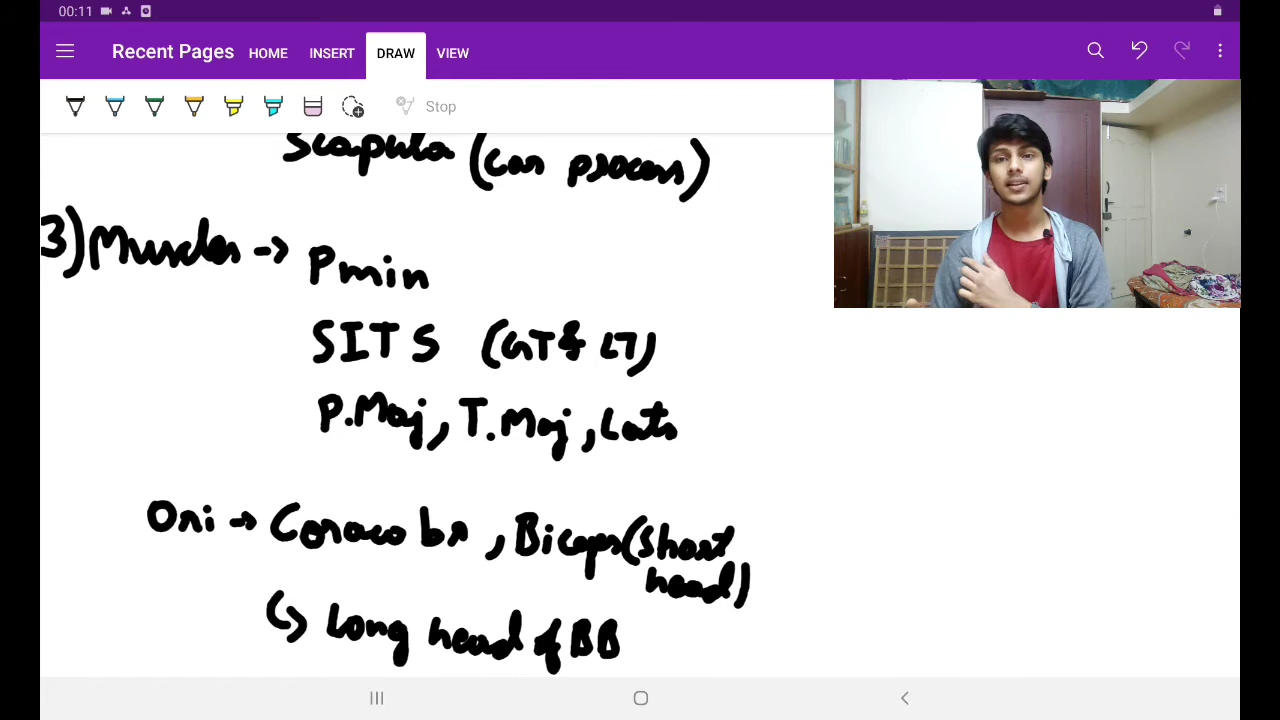 00:11
Recent Pages HOME INSERT DRAW VIEW
Stop
Scapula (Cor process)
3) Muscles → P min
SITS (GT & LT)
P.Maj, T.Maj, Lats
Ori → Coraco br, Biceps (Short
head)
↳ Long head of BB